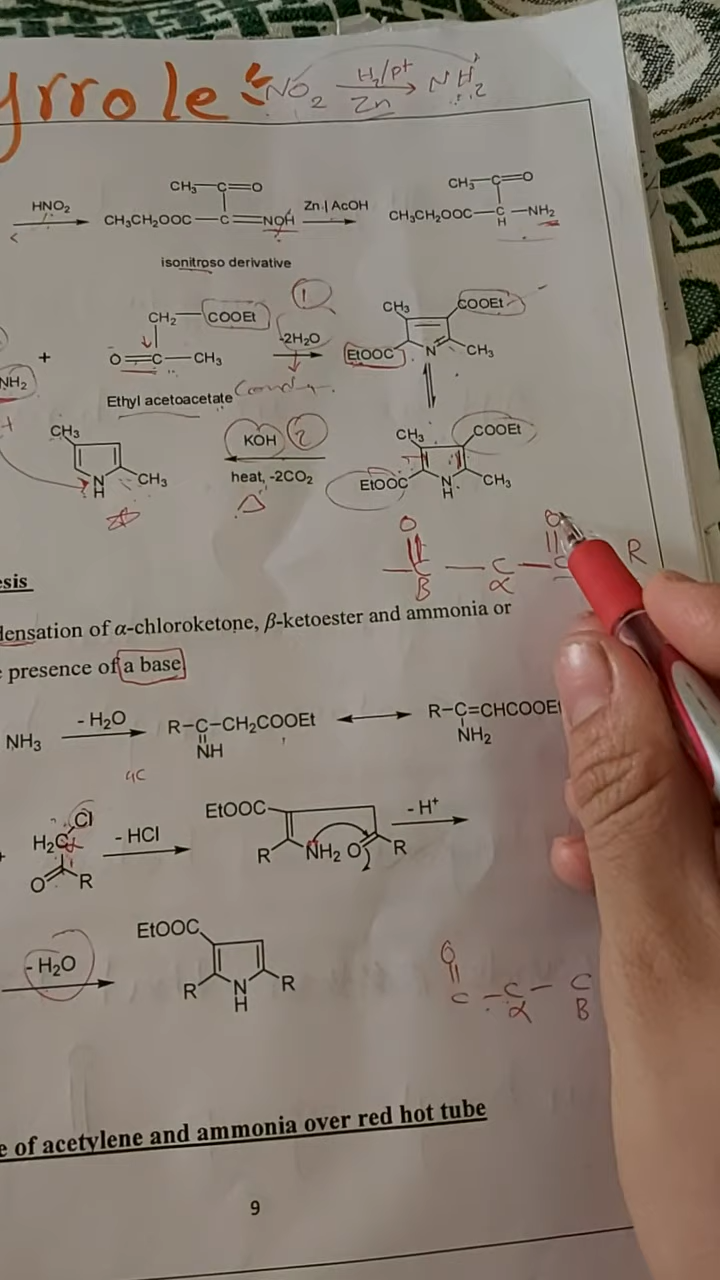 yrrole
NO2 H2/pt Zn NH2
HNO2
CH3—C=O
CH3CH2OOC—C=NOH
Zn | AcOH
CH3—C=O
CH3CH2OOC—C—NH2
H
isonitroso derivative
1
NH2
+
CH2—COOEt
O=C—CH3
-2H2O
CH3
COOEt
EtOOC
N
CH3
Ethyl acetoacetate
CH3
N
H
CH3
KOH
2
heat, -2CO2
Δ
CH3
COOEt
EtOOC
N
H
CH3
O
O
C — C — C
R
β
α
sis
densation of α-chloroketone, β-ketoester and ammonia or
presence of a base
NH3
- H2O
R-C-CH2COOEt
NH
R-C=CHCOOE
NH2
H2C
Cl
α
O
R
- HCl
EtOOC
R
NH2
O
R
- H+
- H2O
EtOOC
R
N
H
R
O
C - C - C
α
β
e of acetylene and ammonia over red hot tube
9